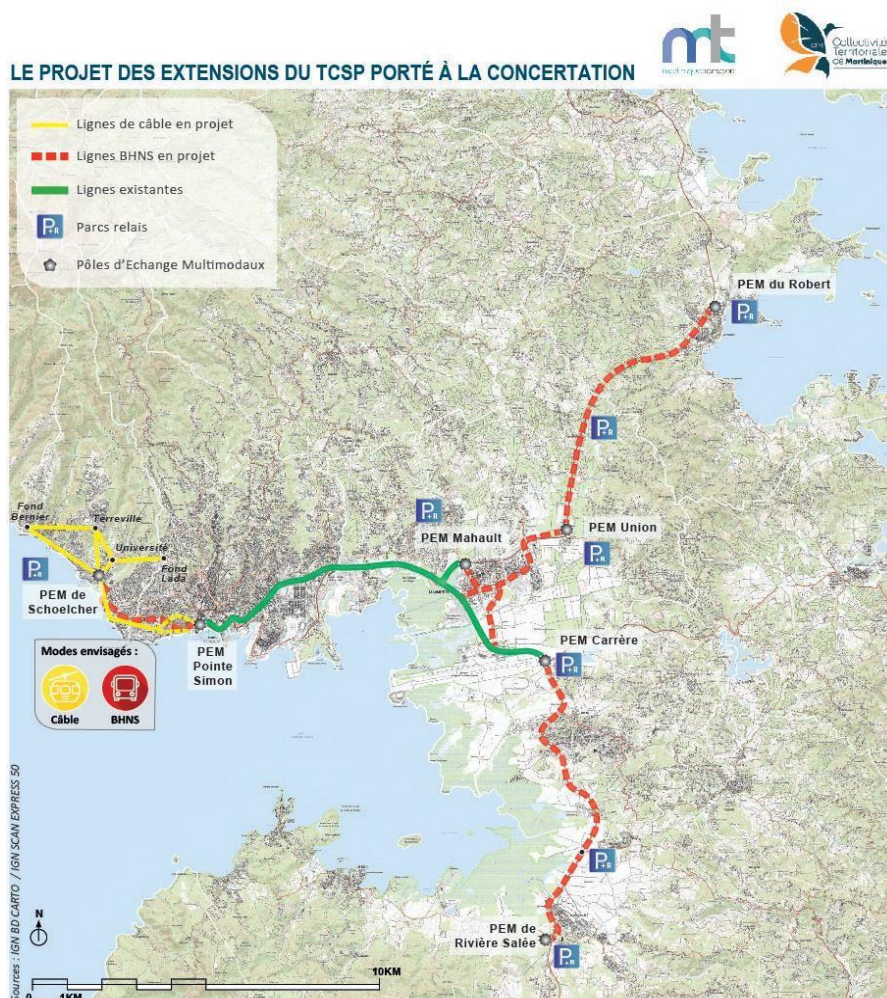 mt
martinique transport
Collectivité
Territoriale
de Martinique
LE PROJET DES EXTENSIONS DU TCSP PORTÉ À LA CONCERTATION
Lignes de câble en projet
Lignes BHNS en projet
Lignes existantes
P+R
Parcs relais
Pôles d'Echange Multimodaux
PEM du Robert
P+R
P+R
P+R
PEM Mahault
PEM Union
P+R
Fond
Bernier
Terreville
Université
Fond
Lada
P+R
PEM de
Schoelcher
PEM
Pointe
Simon
PEM Carrère
P+R
Modes envisagés :
Câble
BHNS
P+R
PEM de
Rivière Salée
P+R
N
0
1KM
10KM
Sources : IGN BD CARTO / IGN SCAN EXPRESS 50